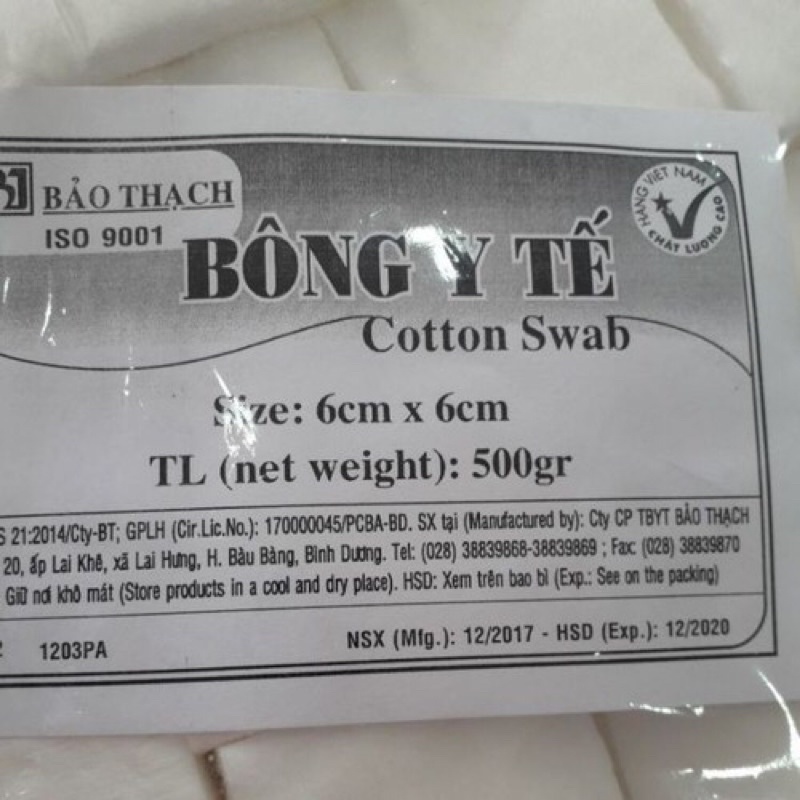 BẢO THẠCH
ISO 9001
HÀNG VIỆT NAM
CHẤT LƯỢNG CAO
BÔNG Y TẾ
Cotton Swab
Size: 6cm x 6cm
TL (net weight): 500gr
S 21:2014/Cty-BT; GPLH (Cir.Lic.No.): 170000045/PCBA-BD. SX tại (Manufactured by): Cty CP TBYT BẢO THẠCH
20, ấp Lai Khê, xã Lai Hưng, H. Bàu Bàng, Bình Dương. Tel: (028) 38839868-38839869 ; Fax: (028) 38839870
Giữ nơi khô mát (Store products in a cool and dry place). HSD: Xem trên bao bì (Exp.: See on the packing)
1203PA
NSX (Mfg.): 12/2017 - HSD (Exp.): 12/2020